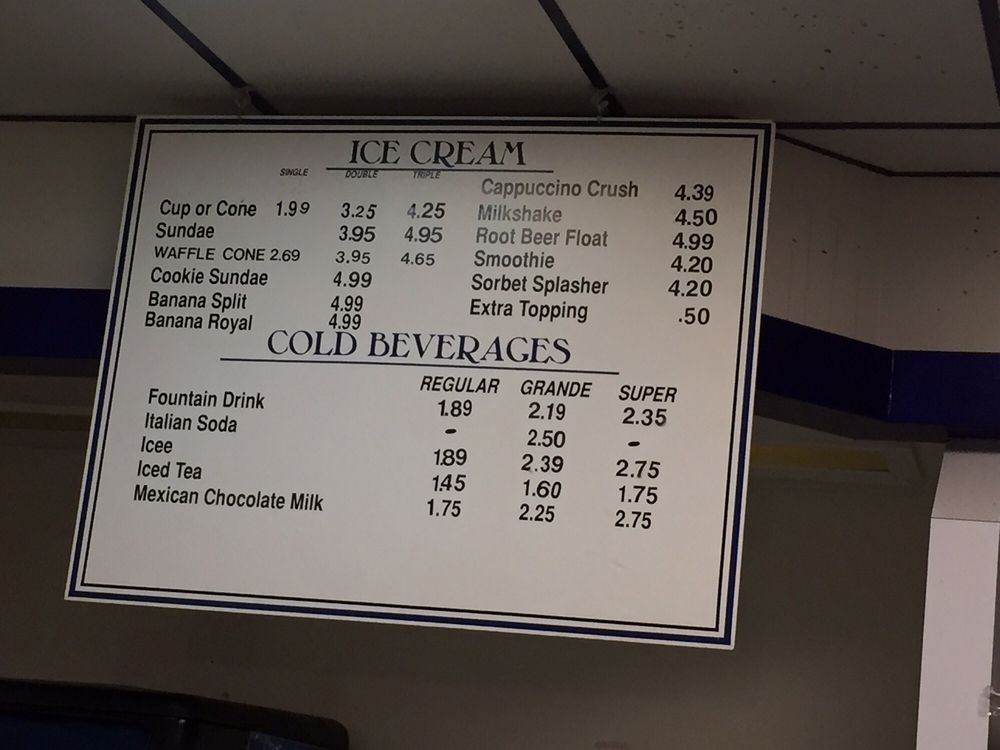 ICE CREAM
SINGLE DOUBLE TRIPLE
Cup or Cone 1.99 3.25 4.25
Sundae 3.95 4.95
WAFFLE CONE 2.69 3.95 4.65
Cookie Sundae 4.99
Banana Split 4.99
Banana Royal 4.99
Cappuccino Crush 4.39
Milkshake 4.50
Root Beer Float 4.99
Smoothie 4.20
Sorbet Splasher 4.20
Extra Topping .50
COLD BEVERAGES
REGULAR GRANDE SUPER
Fountain Drink 1.89 2.19 2.35
Italian Soda - 2.50 -
Icee 1.89 2.39 2.75
Iced Tea 1.45 1.60 1.75
Mexican Chocolate Milk 1.75 2.25 2.75